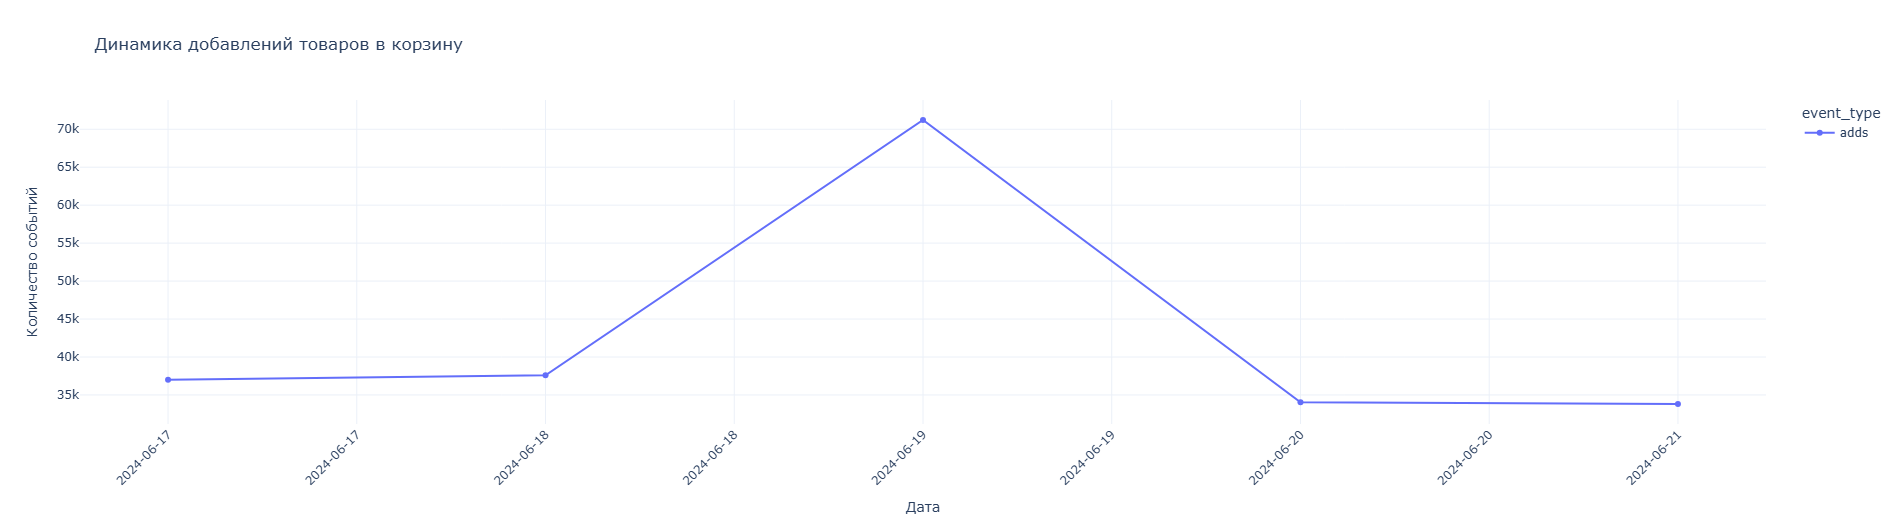 Динамика добавлений товаров в корзину
event_type
adds
Количество событий
70k
65k
60k
55k
50k
45k
40k
35k
2024-06-17
2024-06-17
2024-06-18
2024-06-18
2024-06-19
2024-06-19
2024-06-20
2024-06-20
2024-06-21
Дата